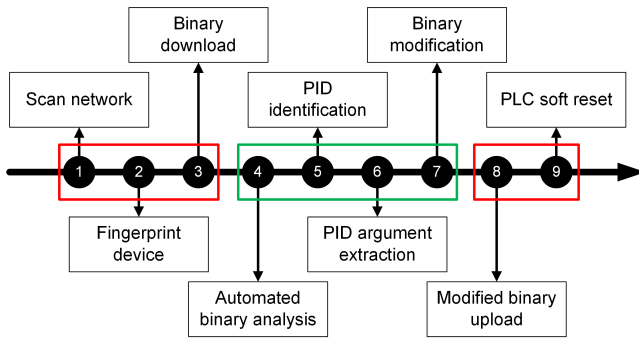 Binary
download
Binary
modification
Scan network
PID
identification
PLC soft reset
1
2
3
4
5
6
7
8
9
Fingerprint
device
PID argument
extraction
Automated
binary analysis
Modified binary
upload